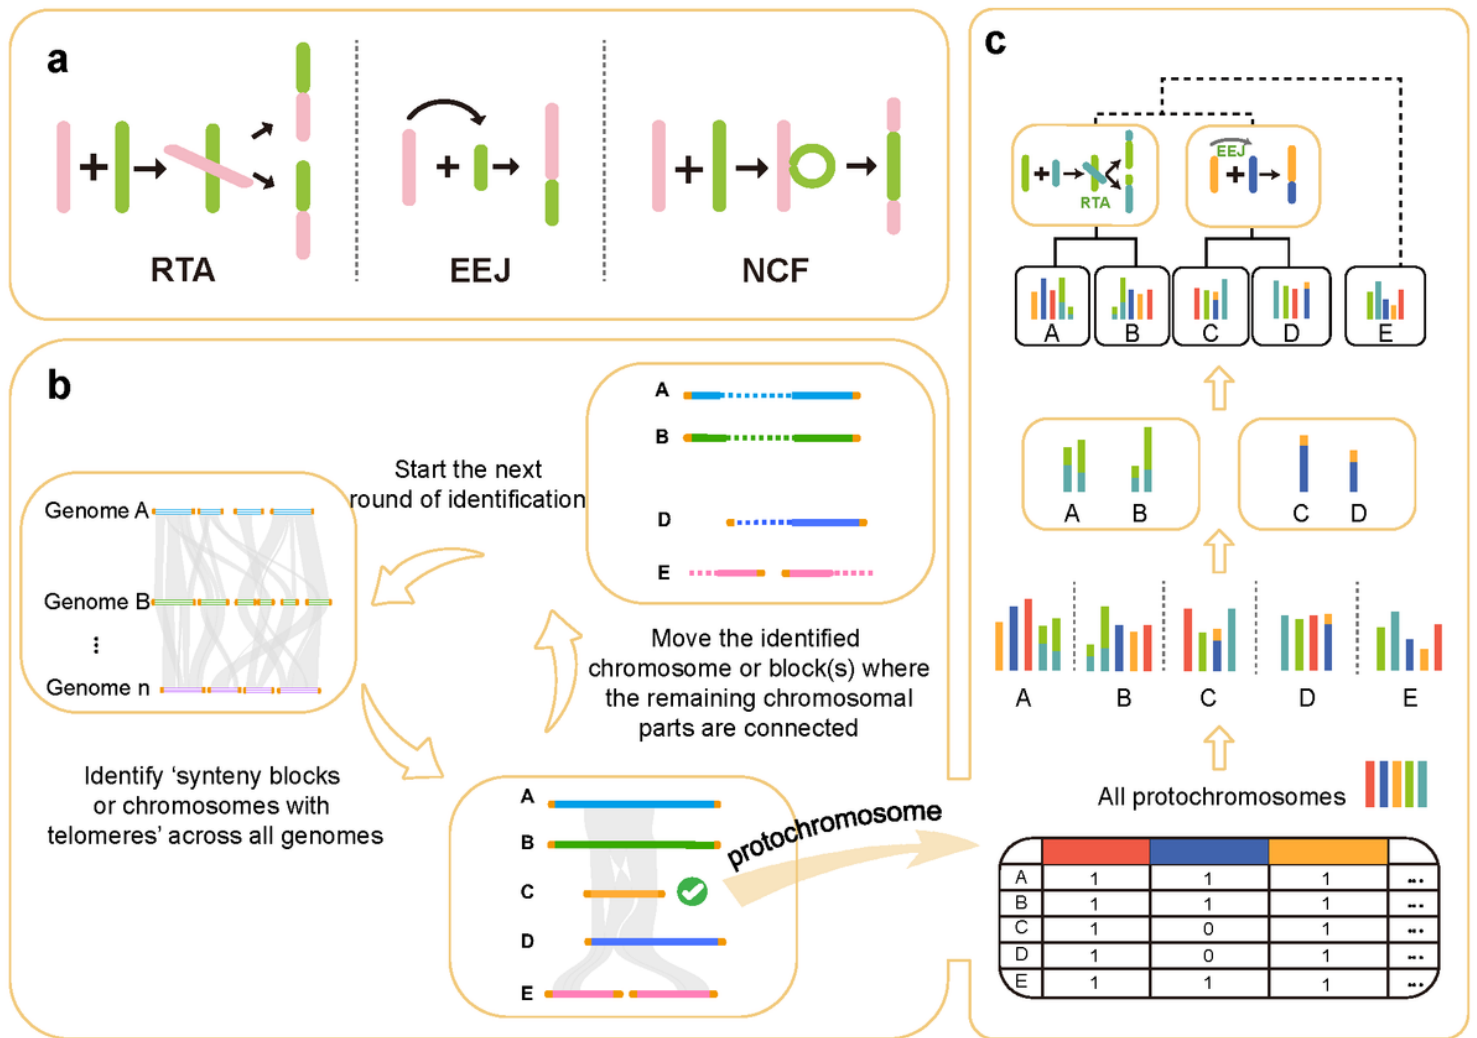 a
RTA
EEJ
NCF
b
Genome A
Genome B
Genome n
Start the next
round of identification
A
B
D
E
Move the identified
chromosome or block(s) where
the remaining chromosomal
parts are connected
Identify ‘synteny blocks
or chromosomes with
telomeres’ across all genomes
A
B
C
D
E
protochromosome
c
RTA
EEJ
A B C D E
A B C D
A B C D E
All protochromosomes
A 1 1 1 ...
B 1 1 1 ...
C 1 0 1 ...
D 1 0 1 ...
E 1 1 1 ...